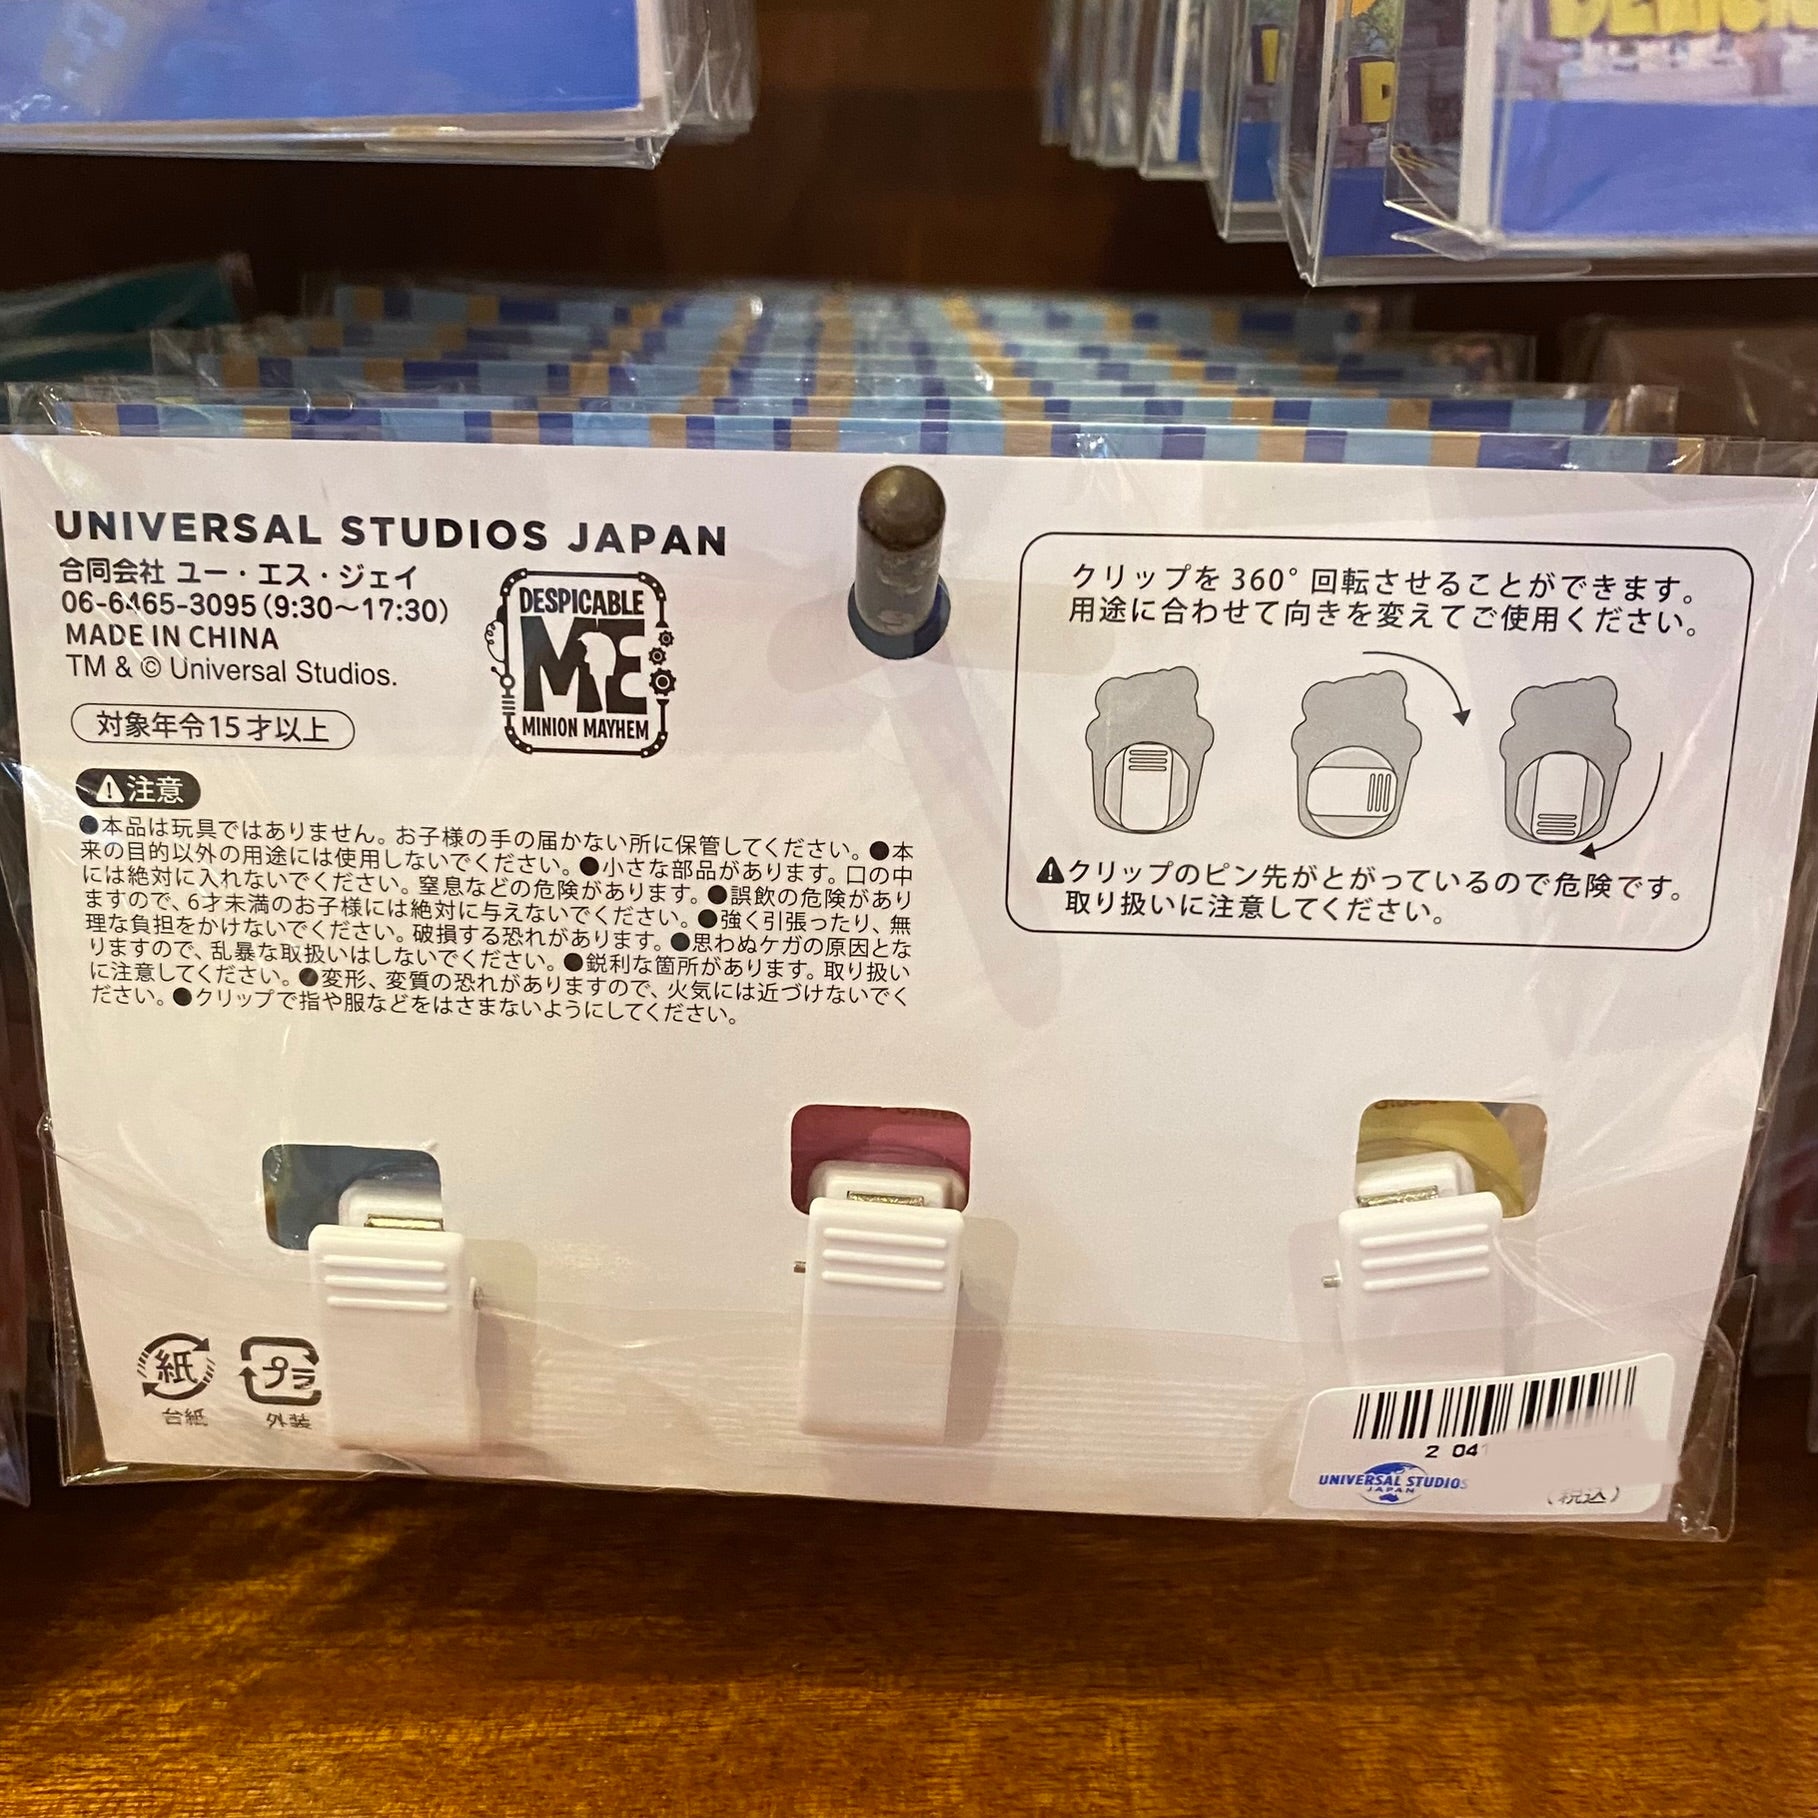 UNIVERSAL STUDIOS JAPAN
合同会社 ユー・エス・ジェイ
06-6465-3095(9:30〜17:30)
MADE IN CHINA
TM & © Universal Studios.
対象年令15才以上
DESPICABLE
ME
MINION MAYHEM
注意
●本品は玩具ではありません。お子様の手の届かない所に保管してください。●本
来の目的以外の用途には使用しないでください。●小さな部品があります。口の中
には絶対に入れないでください。窒息などの危険があります。●誤飲の危険があり
ますので、6才未満のお子様には絶対に与えないでください。●強く引張ったり、無
理な負担をかけないでください。破損する恐れがあります。●思わぬケガの原因とな
りますので、乱暴な取扱いはしないでください。●鋭利な箇所があります。取り扱い
に注意してください。●変形、変質の恐れがありますので、火気には近づけないでく
ださい。●クリップで指や服などをはさまないようにしてください。
クリップを360°回転させることができます。
用途に合わせて向きを変えてご使用ください。
クリップのピン先がとがっているので危険です。
取り扱いに注意してください。
紙
台紙
プラ
外装
2 04
UNIVERSAL STUDIOS
JAPAN
(税込)